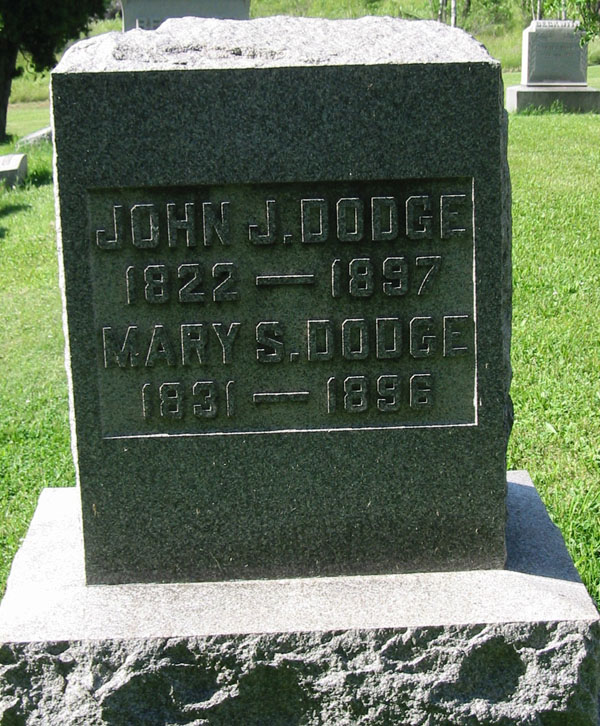 JOHN J. DODGE
1822 — 1897
MARY S. DODGE
1831 — 1896